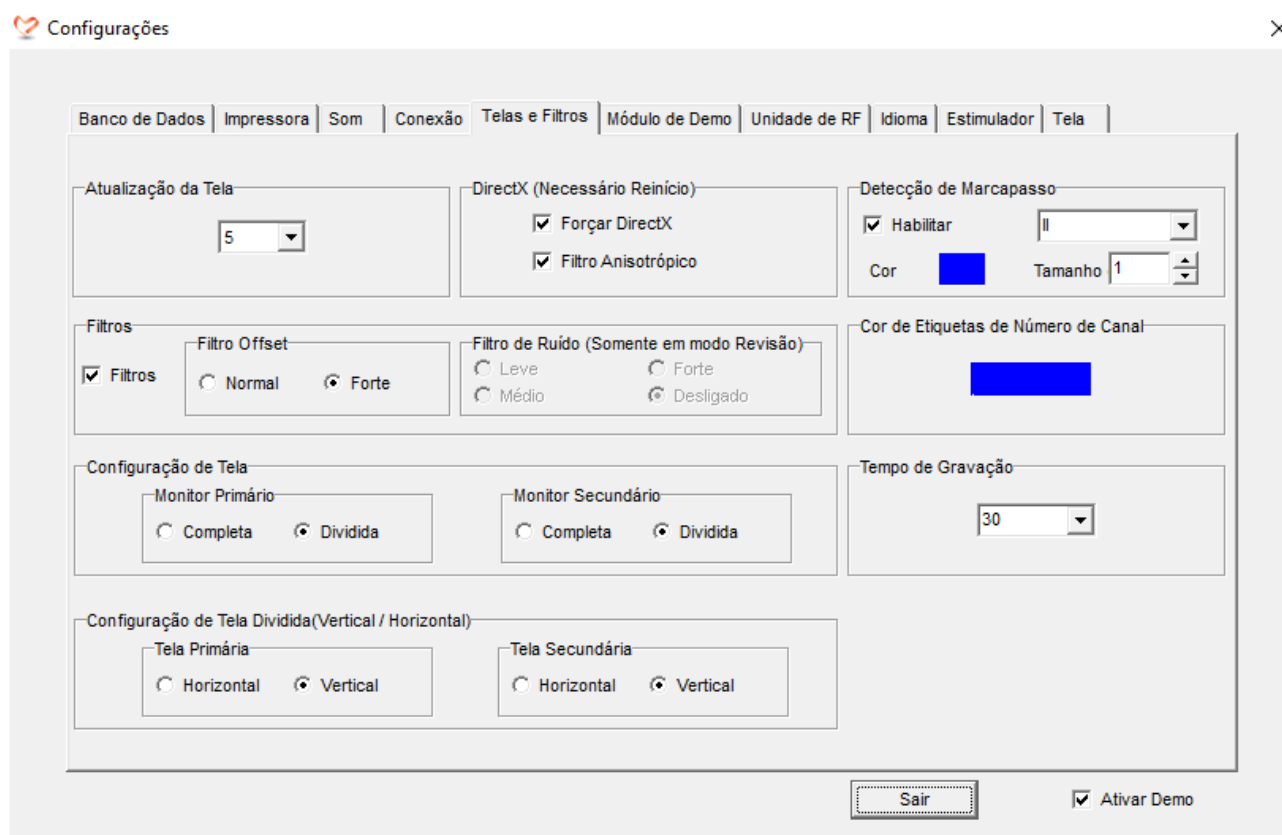 Configurações
Banco de Dados Impressora Som Conexão Telas e Filtros Módulo de Demo Unidade de RF Idioma Estimulador Tela
Atualização da Tela
5
DirectX (Necessário Reinício)
Forçar DirectX
Filtro Anisotrópico
Detecção de Marcapasso
Habilitar II
Cor Tamanho 1
Filtros
Filtros
Filtro Offset
Normal Forte
Filtro de Ruído (Somente em modo Revisão)
Leve Forte
Médio Desligado
Cor de Etiquetas de Número de Canal
Configuração de Tela
Monitor Primário
Completa Dividida
Monitor Secundário
Completa Dividida
Tempo de Gravação
30
Configuração de Tela Dividida(Vertical / Horizontal)
Tela Primária
Horizontal Vertical
Tela Secundária
Horizontal Vertical
Sair Ativar Demo